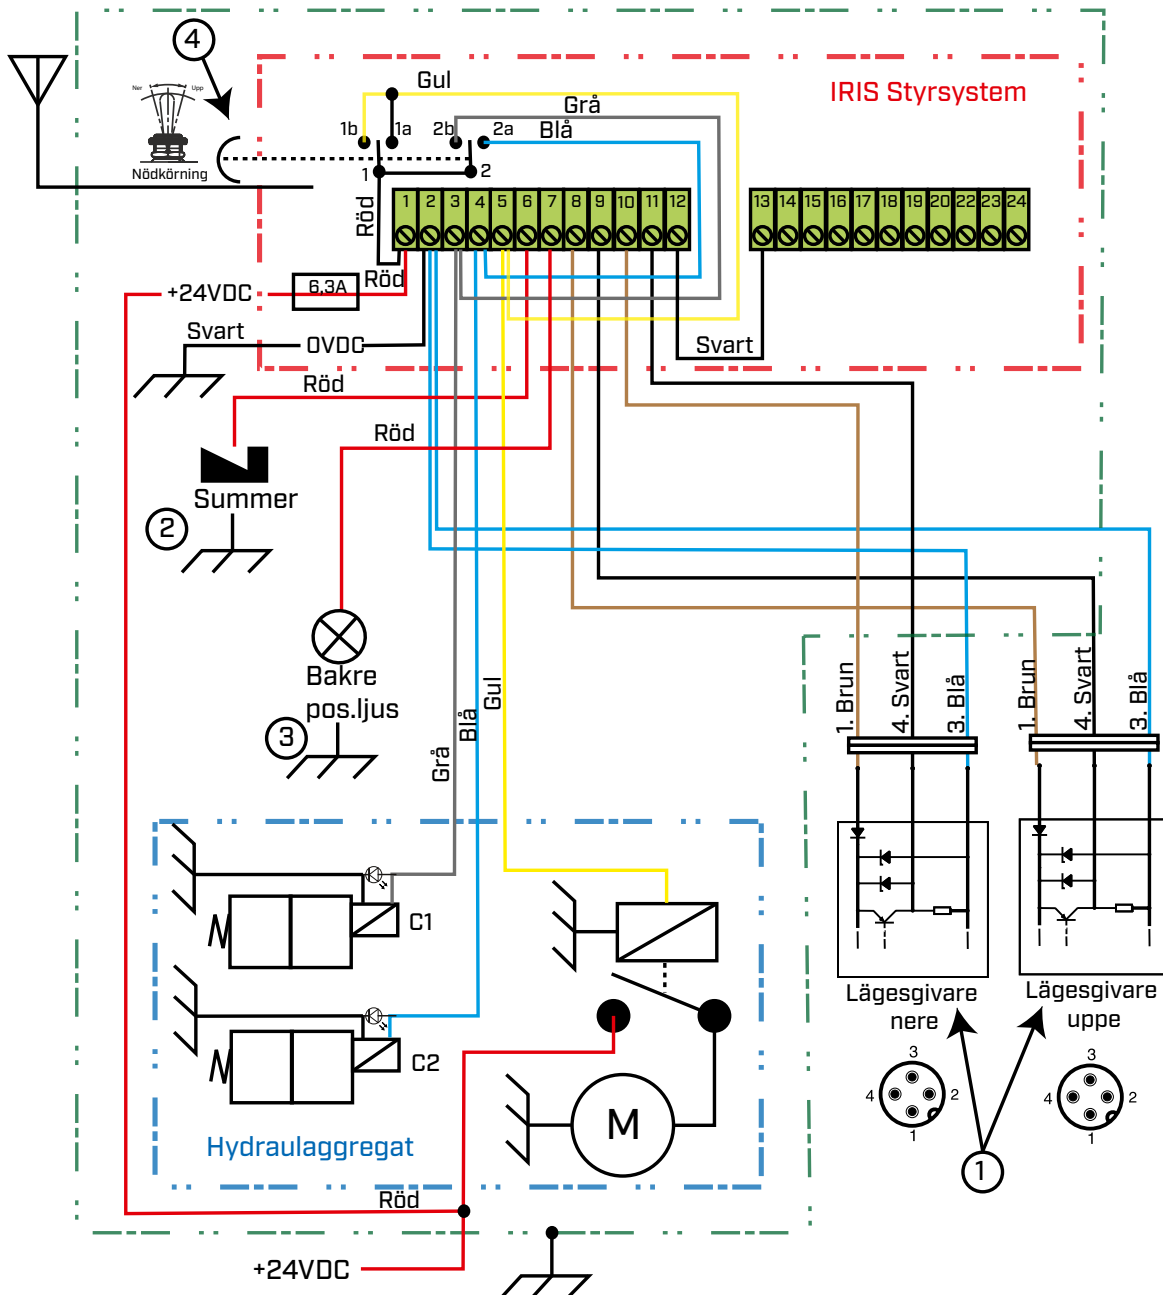 4
Gul
IRIS Styrsystem
Ner
Upp
Grå
1b
1a
2b
2a
Blå
Nödkörning
1
2
Röd
1 2 3 4 5 6 7 8 9 10 11 12
13 14 15 16 17 18 19 20 22 23 24
Röd
+24VDC
6,3A
Svart
0VDC
Svart
Röd
Röd
Summer
2
Bakre
pos.ljus
3
Grå
Blå
Gul
1. Brun
4. Svart
3. Blå
1. Brun
4. Svart
3. Blå
C1
C2
M
Hydraulaggregat
Lägesgivare
nere
Lägesgivare
uppe
3
4 2
1
3
4 2
1
1
Röd
+24VDC